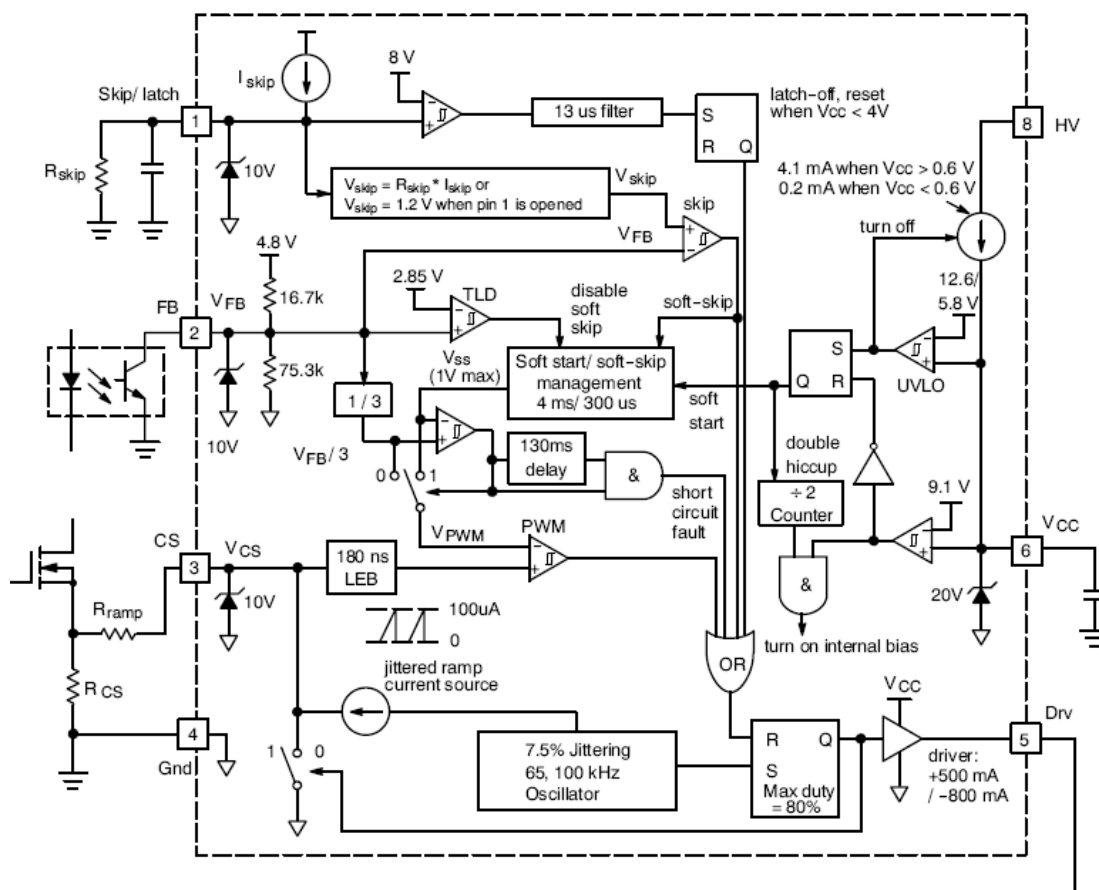 Skip/ latch
1
R skip
I skip
10V
8 V
13 us filter
S
R
Q
latch-off, reset
when Vcc < 4V
8
HV
4.1 mA when Vcc > 0.6 V
0.2 mA when Vcc < 0.6 V
V skip = R skip * I skip or
V skip = 1.2 V when pin 1 is opened
V skip
skip
V FB
turn off
12.6/
5.8 V
4.8 V
16.7k
75.3k
FB
2
V FB
10V
2.85 V
TLD
disable
soft
skip
soft-skip
V ss
(1V max)
Soft start/ soft-skip
management
4 ms/ 300 us
soft
start
S
Q
R
UVLO
1 / 3
V FB / 3
0
1
130ms
delay
&
short
circuit
fault
double
hiccup
÷ 2
Counter
9.1 V
V CC
6
20V
&
turn on internal bias
V PWM
PWM
CS
3
V CS
10V
180 ns
LEB
100uA
0
R ramp
R CS
jittered ramp
current source
4
Gnd
1
0
7.5% Jittering
65, 100 kHz
Oscillator
OR
R
Q
S
Max duty
= 80%
V CC
Drv
5
driver:
+500 mA
/ -800 mA